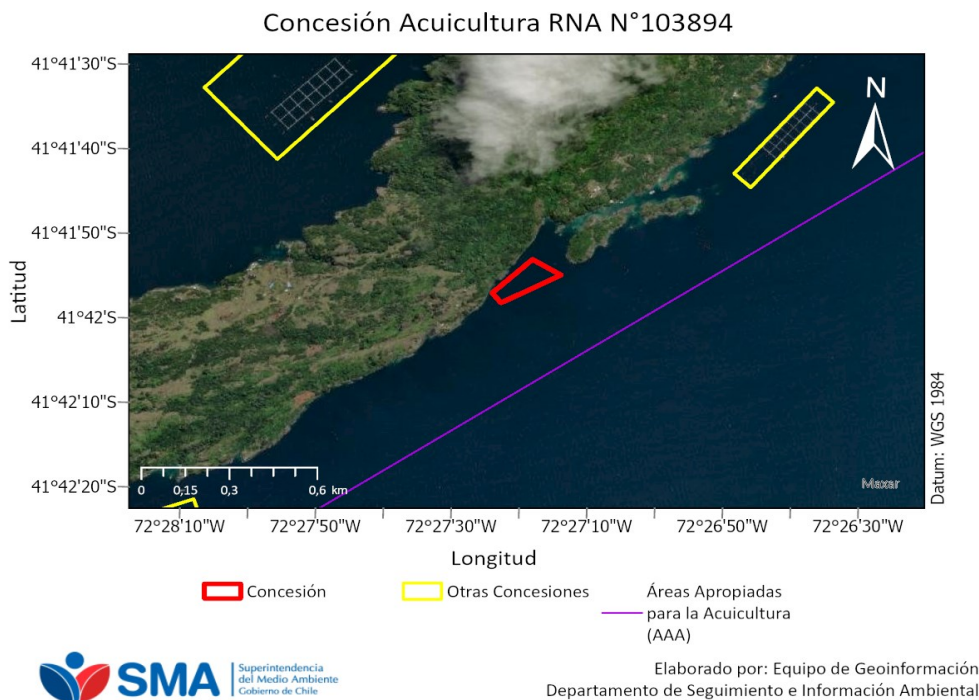 Concesión Acuicultura RNA N°103894
41°41'30"S
41°41'40"S
41°41'50"S
41°42'S
41°42'10"S
41°42'20"S
Latitud
N
Datum: WGS 1984
Maxar
0 0,15 0,3 0,6 km
72°28'10"W 72°27'50"W 72°27'30"W 72°27'10"W 72°26'50"W 72°26'30"W
Longitud
Concesión
Otras Concesiones
Áreas Apropiadas
para la Acuicultura
(AAA)
SMA
Superintendencia
del Medio Ambiente
Gobierno de Chile
Elaborado por: Equipo de Geoinformación
Departamento de Seguimiento e Información Ambiental